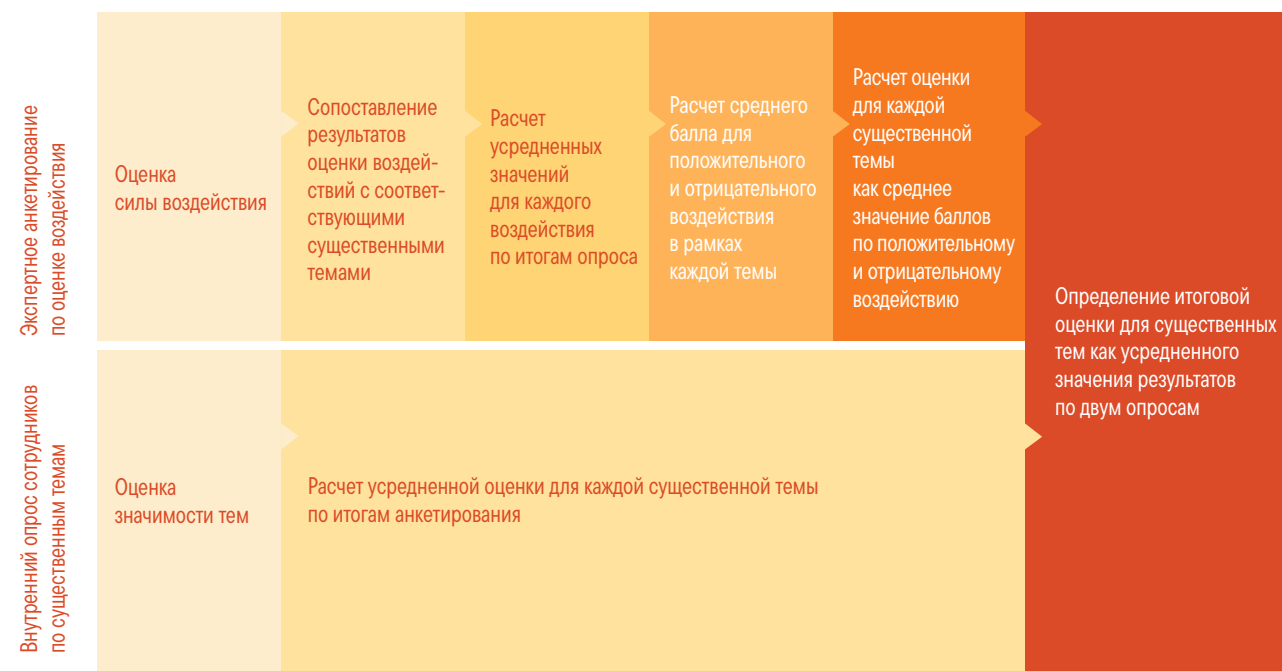 Экспертное анкетирование
по оценке воздействия
Оценка
силы воздействия
Сопоставление
результатов
оценки воздей-
ствий с соответ-
ствующими
существенными
темами
Расчет
усредненных
значений
для каждого
воздействия
по итогам опроса
Расчет среднего
балла для
положительного
и отрицательного
воздействия
в рамках
каждой темы
Расчет оценки
для каждой
существенной
темы
как среднее
значение баллов
по положительному
и отрицательному
воздействию
Определение итоговой
оценки для существенных
тем как усредненного
значения результатов
по двум опросам
Внутренний опрос сотрудников
по существенным темам
Оценка
значимости тем
Расчет усредненной оценки для каждой существенной темы
по итогам анкетирования